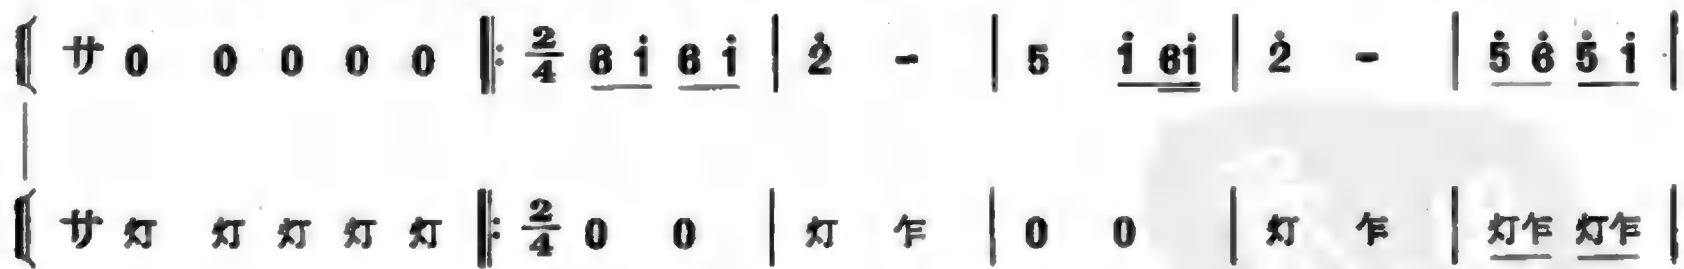 サ 0 0 0 0 0 ‖: 2/4 6 i̇ 6 i̇ | 2̇ - | 5 i̇ 6i̇ | 2̇ - | 5̇ 6̇ 5̇ i̇ |
サ 灯 灯 灯 灯 灯 ‖: 2/4 0 0 | 灯 乍 | 0 0 | 灯 乍 | 灯乍 灯乍 |